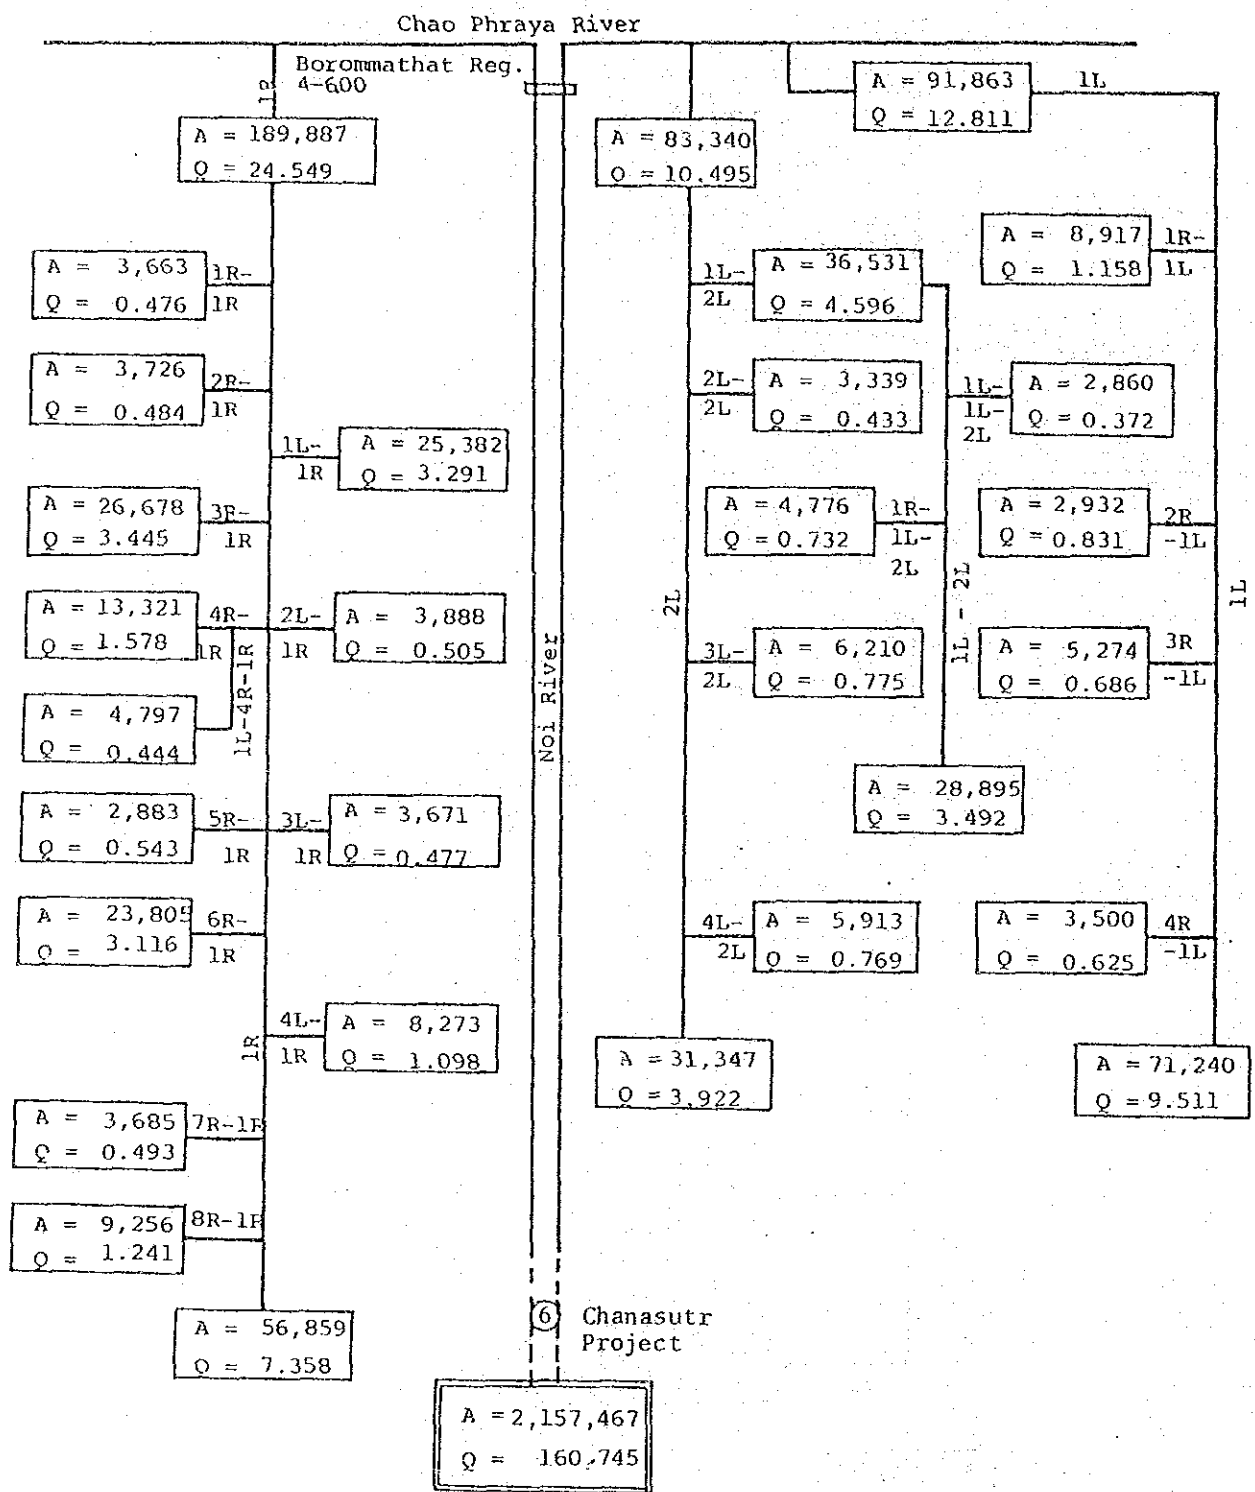 Chao Phraya River
Borommathat Reg.
4-600
1R
A = 189,887
Q = 24.549
A = 3,663
Q = 0.476
1R-
1R
A = 3,726
Q = 0.484
2R-
1R
1L-
1R
A = 25,382
Q = 3.291
A = 26,678
Q = 3.445
3R-
1R
A = 13,321
Q = 1.578
4R-
1R
1L-4R-1R
2L-
1R
A = 3,888
Q = 0.505
A = 4,797
Q = 0.444
A = 2,883
Q = 0.543
5R-
1R
3L-
1R
A = 3,671
Q = 0.477
A = 23,805
Q = 3.116
6R-
1R
1R
4L-
1R
A = 8,273
Q = 1.098
A = 3,685
Q = 0.493
7R-1R
A = 9,256
Q = 1.241
8R-1R
A = 56,859
Q = 7.358
Noi River
6
Chanasutr
Project
A = 2,157,467
Q = 160.745
A = 83,340
Q = 10.495
2L
1L-
2L
A = 36,531
Q = 4.596
2L-
2L
A = 3,339
Q = 0.433
1L-
1L-
2L
A = 2,860
Q = 0.372
A = 4,776
Q = 0.732
1R-
1L-
2L
1L - 2L
3L-
2L
A = 6,210
Q = 0.775
A = 28,895
Q = 3.492
4L-
2L
A = 5,913
Q = 0.769
A = 31,347
Q = 3.922
A = 91,863
Q = 12.811
1L
A = 8,917
Q = 1.158
1R-
1L
A = 2,932
Q = 0.831
2R
-1L
1L
A = 5,274
Q = 0.686
3R
-1L
A = 3,500
Q = 0.625
4R
-1L
A = 71,240
Q = 9.511